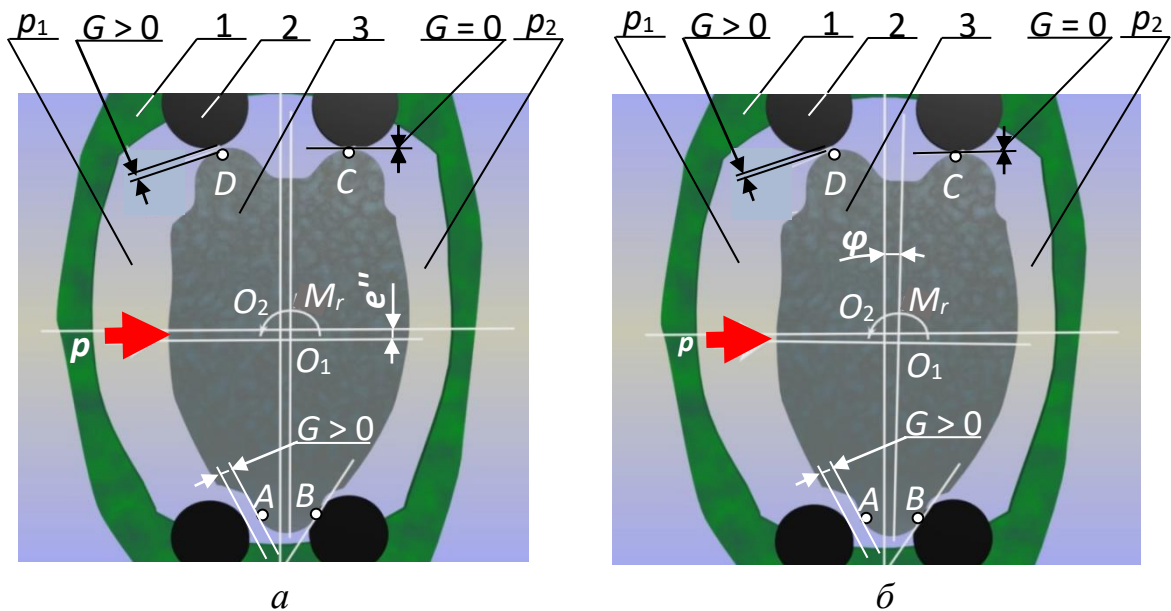 p₁ G > 0 1 2 3 G = 0 p₂
D C
e″
O₂ Mᵣ
p
O₁
G > 0
A B
а
p₁ G > 0 1 2 3 G = 0 p₂
D C
φ
O₂ Mᵣ
p
O₁
G > 0
A B
б